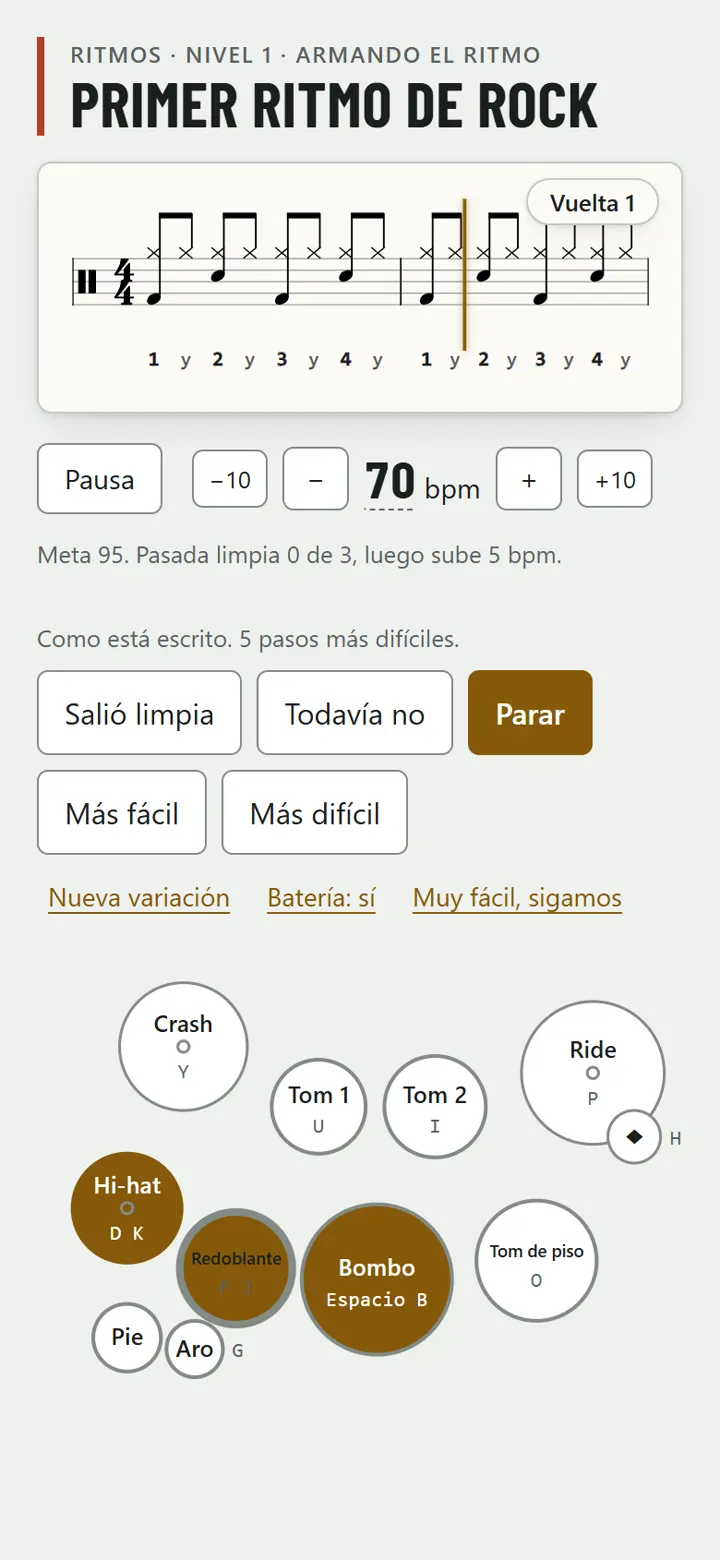 RITMOS · NIVEL 1 · ARMANDO EL RITMO
PRIMER RITMO DE ROCK
Vuelta 1
4
4
1 y 2 y 3 y 4 y 1 y 2 y 3 y 4 y
Pausa −10 − 70 bpm + +10
Meta 95. Pasada limpia 0 de 3, luego sube 5 bpm.
Como está escrito. 5 pasos más difíciles.
Salió limpia Todavía no Parar
Más fácil Más difícil
Nueva variación Batería: sí Muy fácil, sigamos
Crash
Y
Ride
P
Tom 1
U
Tom 2
I
H
Hi-hat
D K
Redoblante
Bombo
Espacio B
Tom de piso
O
Pie
Aro G